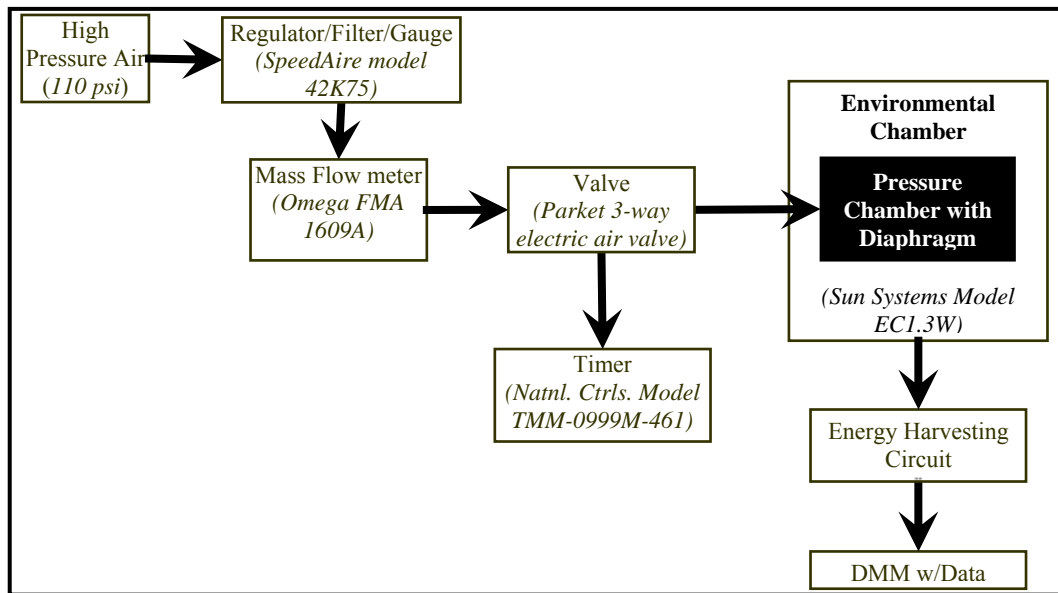 High
Pressure Air
(110 psi)
Regulator/Filter/Gauge
(SpeedAire model
42K75)
Mass Flow meter
(Omega FMA
1609A)
Valve
(Parket 3-way
electric air valve)
Timer
(Natnl. Ctrls. Model
TMM-0999M-461)
Environmental
Chamber
Pressure
Chamber with
Diaphragm
(Sun Systems Model
EC1.3W)
Energy Harvesting
Circuit
DMM w/Data